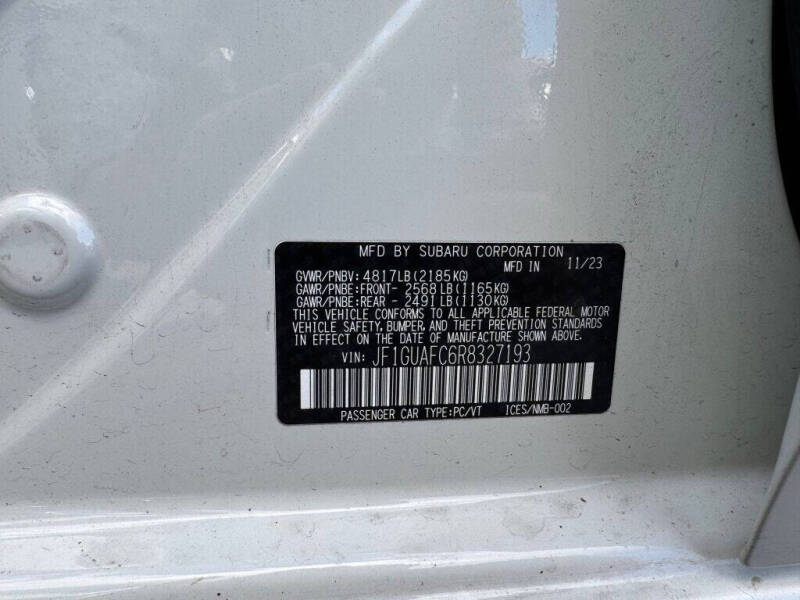 MFD BY SUBARU CORPORATION
MFD IN 11/23
GVWR/PNBV: 4817LB(2185KG)
GAWR/PNBE:FRONT- 2568LB(1165KG)
GAWR/PNBE:REAR - 2491LB(1130KG)
THIS VEHICLE CONFORMS TO ALL APPLICABLE FEDERAL MOTOR
VEHICLE SAFETY, BUMPER, AND THEFT PREVENTION STANDARDS
IN EFFECT ON THE DATE OF MANUFACTURE SHOWN ABOVE.
VIN: JF1GUAFC6R8327193
PASSENGER CAR TYPE:PC/VT ICES/NMB-002